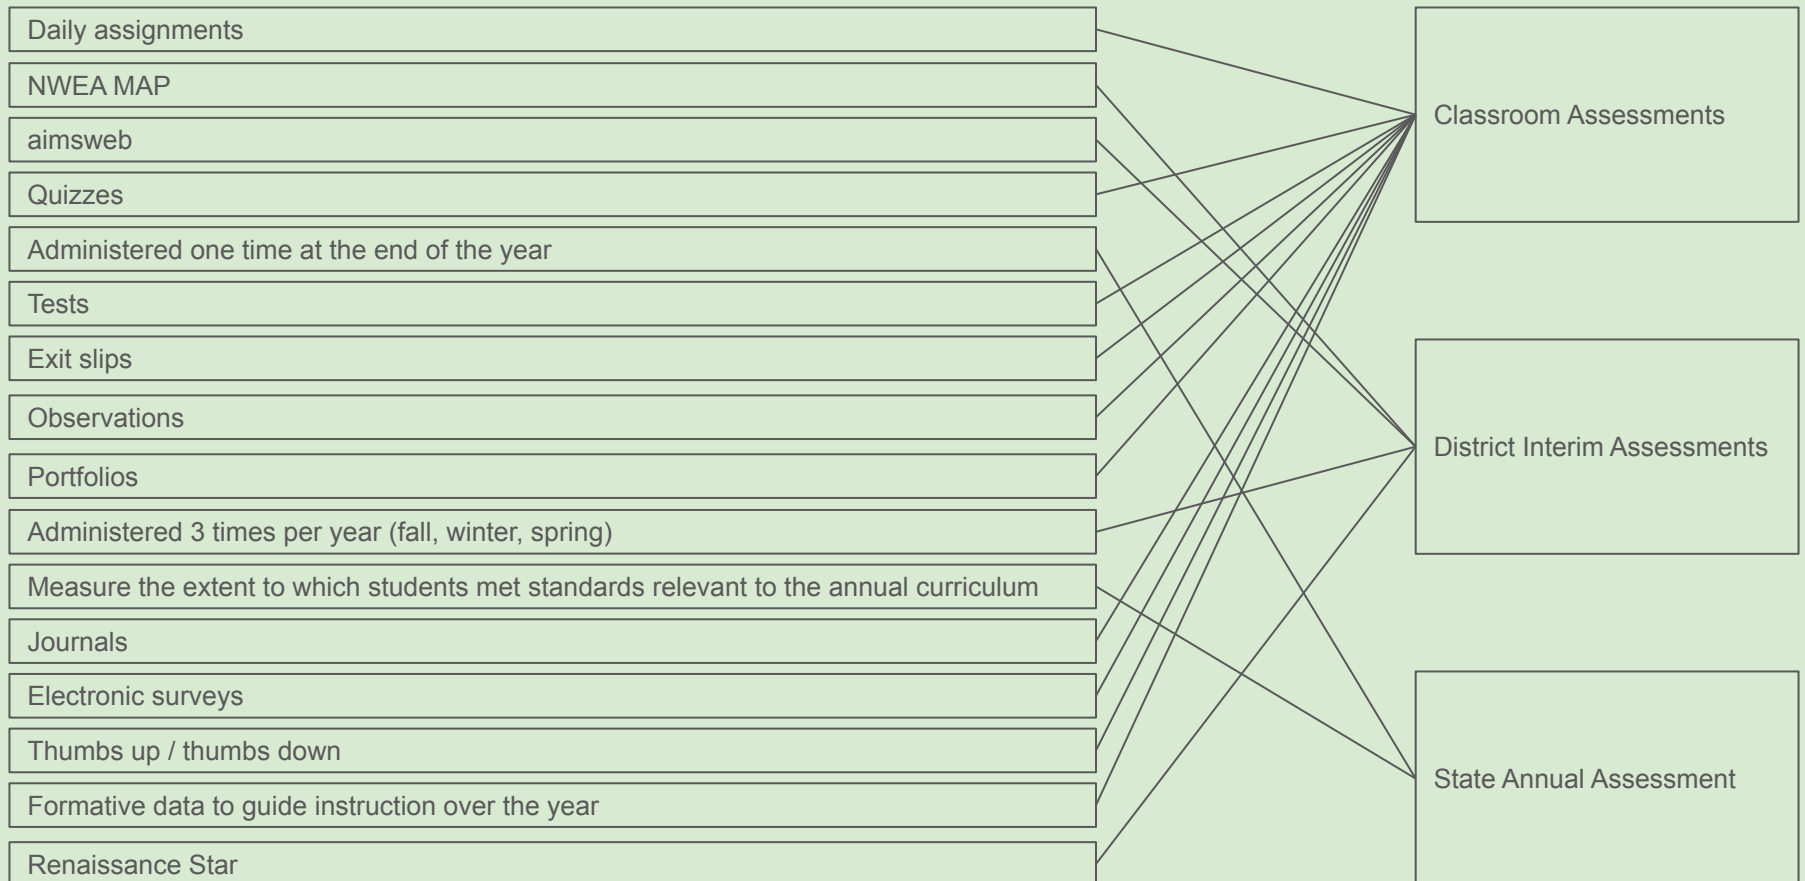 Daily assignments
NWEA MAP
aimsweb
Quizzes
Administered one time at the end of the year
Tests
Exit slips
Observations
Portfolios
Administered 3 times per year (fall, winter, spring)
Measure the extent to which students met standards relevant to the annual curriculum
Journals
Electronic surveys
Thumbs up / thumbs down
Formative data to guide instruction over the year
Renaissance Star
Classroom Assessments
District Interim Assessments
State Annual Assessment